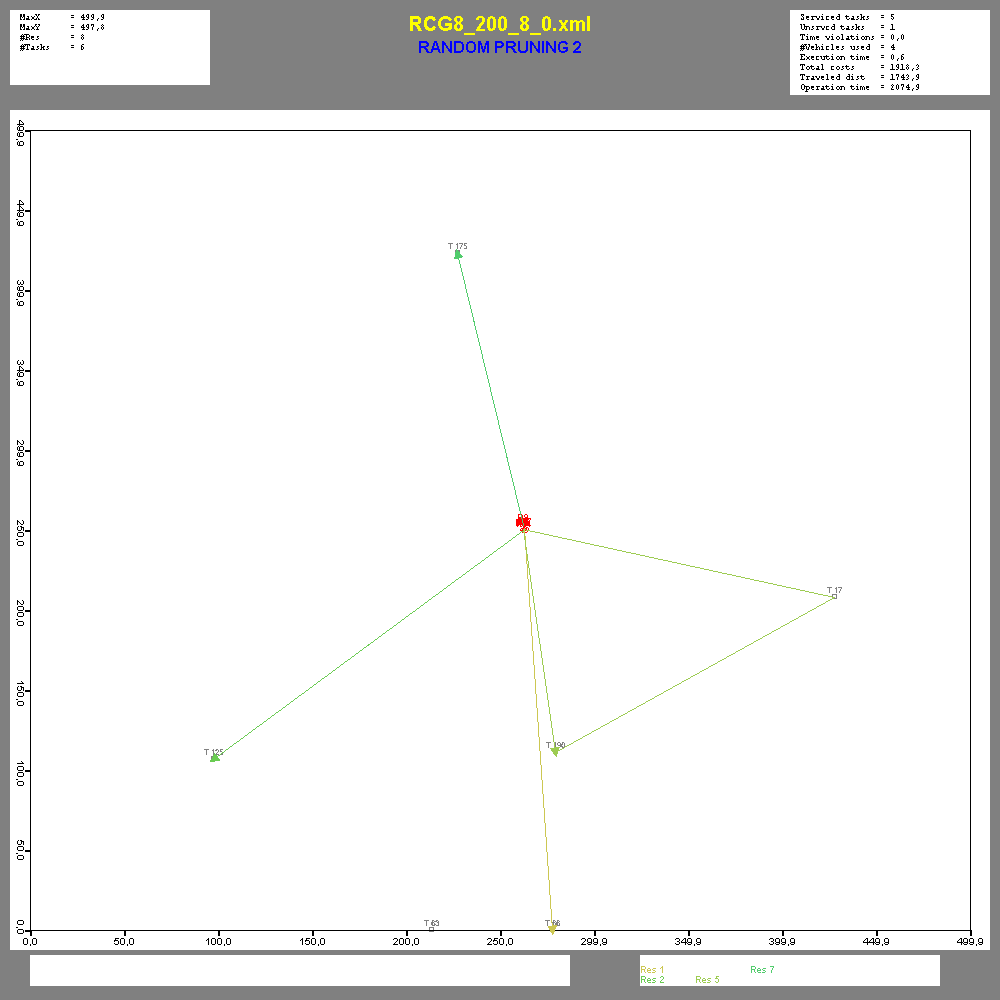 MaxX = 499,9
MaxY = 497,8
#Res = 8
#Tasks = 6
RCG8_200_8_0.xml
RANDOM PRUNING 2
Serviced tasks = 5
Unsrvcd tasks = 1
Time violations = 0,0
#Vehicles used = 4
Execution time = 0,6
Total costs = 1918,3
Traveled dist = 1743,9
Operation time = 2074,9
499,9
449,9
399,9
349,9
299,9
250,0
200,0
150,0
100,0
50,0
0,0
T 175
T 17
T 190
T 125
T 63
T 66
0,0 50,0 100,0 150,0 200,0 250,0 299,9 349,9 399,9 449,9 499,9
Res 1 Res 7
Res 2 Res 5